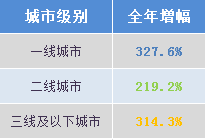 城市级别 全年增幅
一线城市 327.6%
二线城市 219.2%
三线及以下城市 314.3%